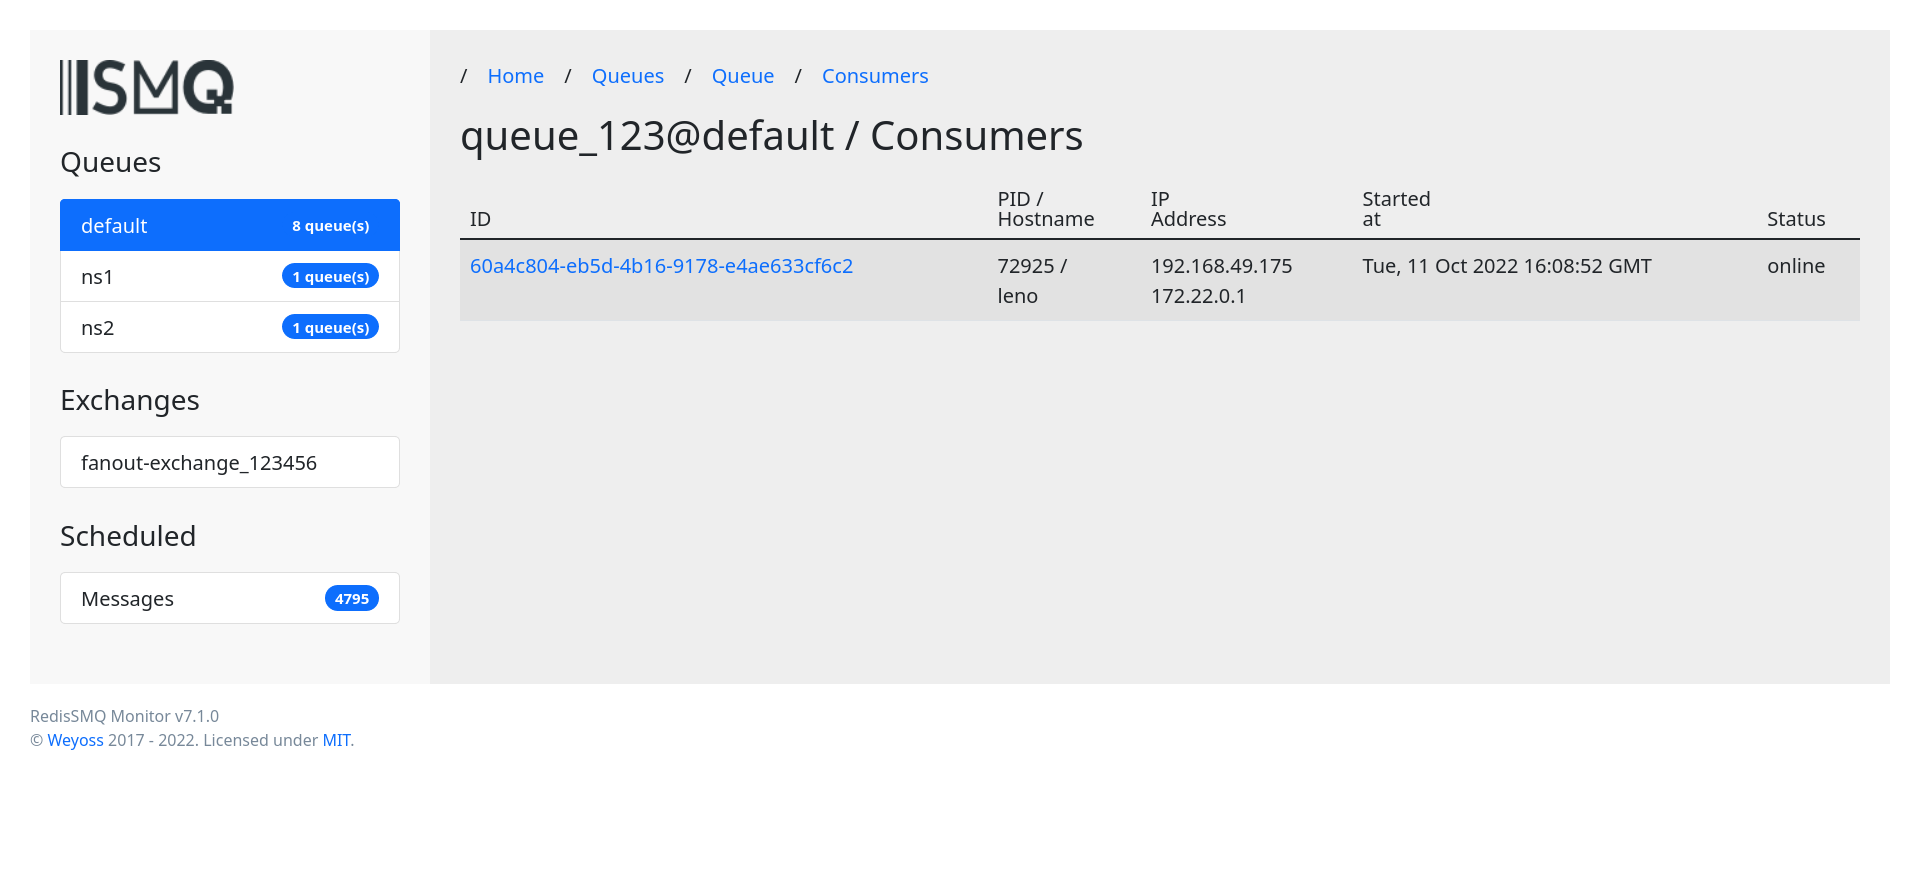 ISMQ
Queues
default 8 queue(s)
ns1 1 queue(s)
ns2 1 queue(s)
Exchanges
fanout-exchange_123456
Scheduled
Messages 4795
/ Home / Queues / Queue / Consumers
queue_123@default / Consumers
ID PID / Hostname IP Address Started at Status
60a4c804-eb5d-4b16-9178-e4ae633cf6c2 72925 / 192.168.49.175 Tue, 11 Oct 2022 16:08:52 GMT online
leno 172.22.0.1
RedisSMQ Monitor v7.1.0
© Weyoss 2017 - 2022. Licensed under MIT.